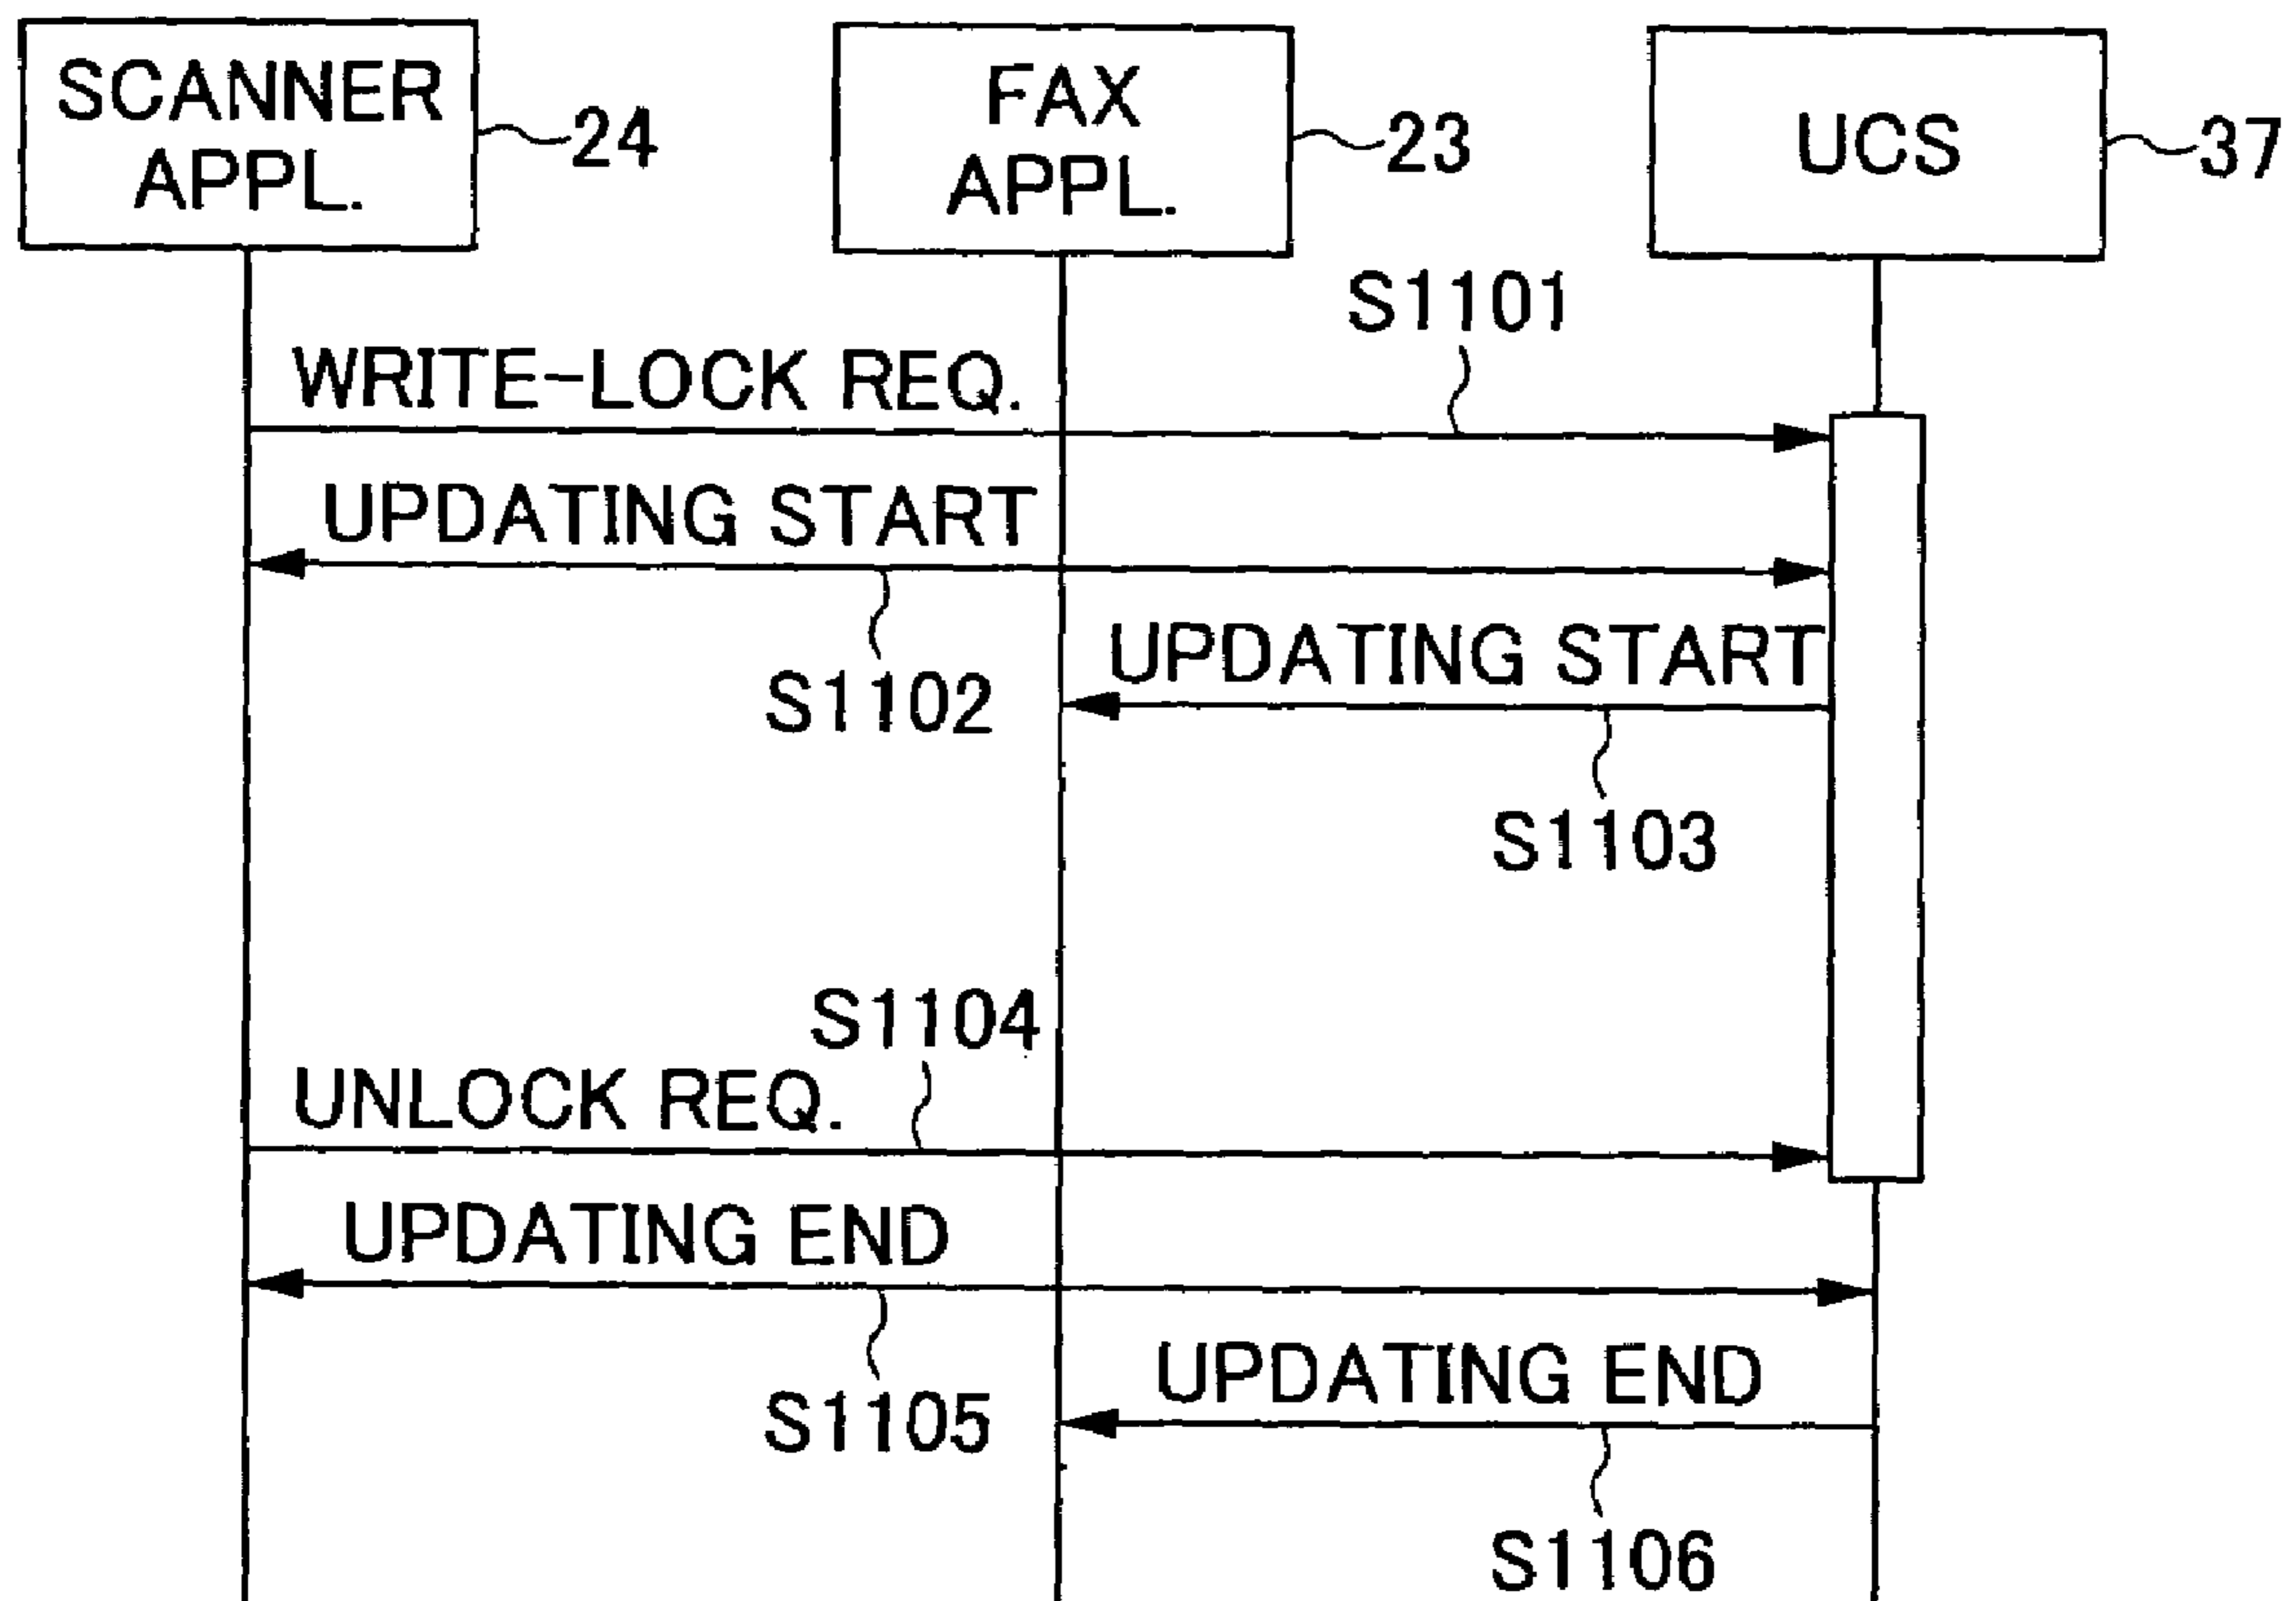 SCANNER
APPL.
24
FAX
APPL.
23
UCS
37
S1101
WRITE-LOCK REQ.
UPDATING START
S1102
UPDATING START
S1103
S1104
UNLOCK REQ.
UPDATING END
S1105
UPDATING END
S1106